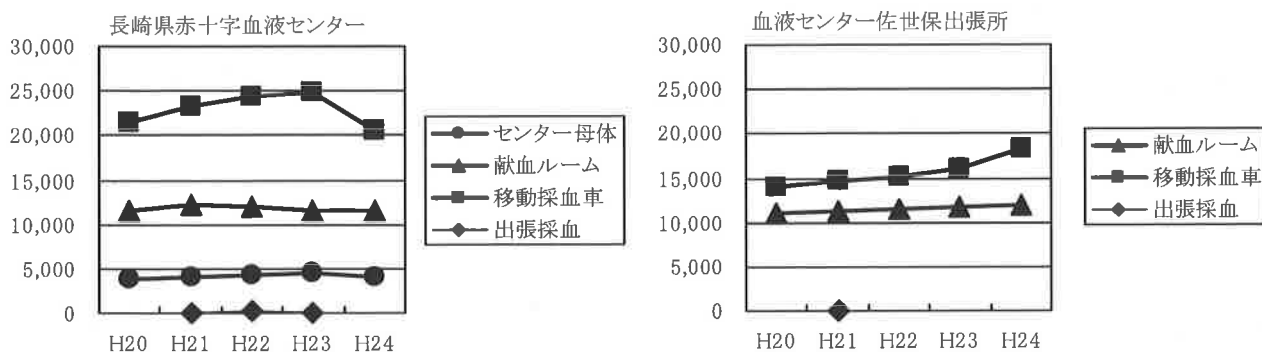 長崎県赤十字血液センター
30,000
25,000
20,000
15,000
10,000
5,000
0
H20 H21 H22 H23 H24
センター母体
献血ルーム
移動採血車
出張採血
血液センター佐世保出張所
30,000
25,000
20,000
15,000
10,000
5,000
0
H20 H21 H22 H23 H24
献血ルーム
移動採血車
出張採血